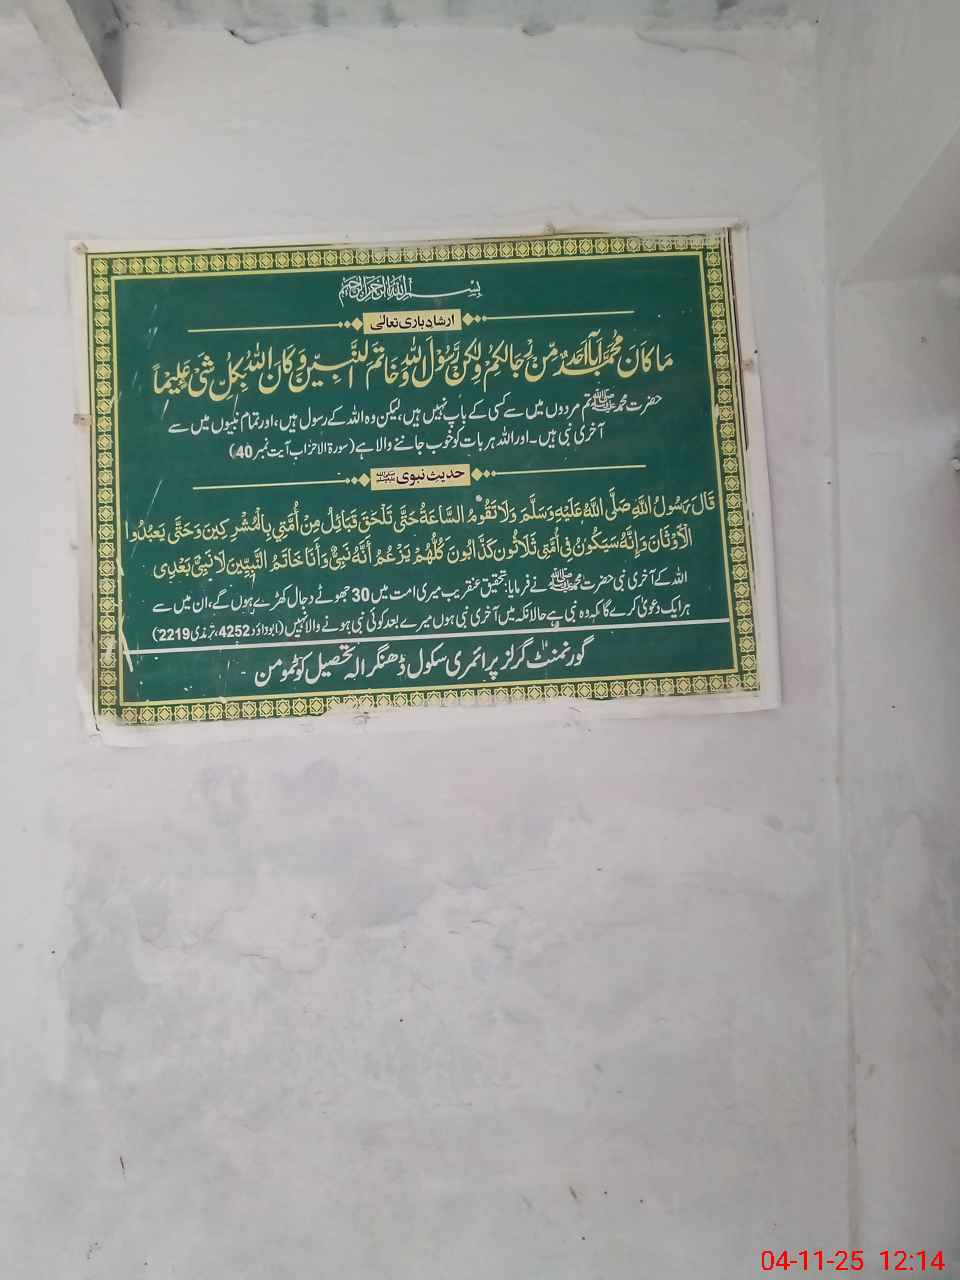 بسم اللہ الرحمن الرحیم
ارشاد باری تعالیٰ
مَا كَانَ مُحَمَّدٌ اَبَاۤ اَحَدٍ مِّنْ رِّجَالِكُمْ وَلٰكِنْ رَّسُوْلَ اللّٰهِ وَخَاتَمَ النَّبِيّٖنَ وَكَانَ اللّٰهُ بِكُلِّ شَيْءٍ عَلِيْمًا
حضرت محمد ﷺ تم مردوں میں سے کسی کے باپ نہیں ہیں، لیکن وہ اللہ کے رسول ہیں، اور تمام نبیوں میں سے
آخری نبی ہیں۔ اور اللہ ہر بات کو خوب جاننے والا ہے (سورۃ الاحزاب آیت نمبر 40)
حدیث نبوی ﷺ
قَالَ رَسُولُ اللَّهِ صَلَّى اللَّهُ عَلَيْهِ وَسَلَّمَ وَلَا تَقُومُ السَّاعَةُ حَتَّى تَلْحَقَ قَبَائِلُ مِنْ أُمَّتِي بِالْمُشْرِكِينَ وَحَتَّى يَعْبُدُوا
الْأَوْثَانَ وَإِنَّهُ سَيَكُونُ فِي أُمَّتِي ثَلَاثُونَ كَذَّابُونَ كُلُّهُمْ يَزْعُمُ أَنَّهُ نَبِيٌّ وَأَنَا خَاتَمُ النَّبِيِّينَ لَا نَبِيَّ بَعْدِي
اللہ کے آخری نبی حضرت محمد ﷺ نے فرمایا: تحقیق عنقریب میری امت میں 30 جھوٹے دجال کھڑے ہوں گے، ان میں سے
ہر ایک دعویٰ کرے گا کہ وہ نبی ہے حالانکہ میں آخری نبی ہوں میرے بعد کوئی نبی ہونے والا نہیں (ابوداؤد 4252، ترمذی 2219)
گورنمنٹ گرلز پرائمری سکول ڈھنگرالہ تحصیل کوٹمومن
04-11-25 12:14